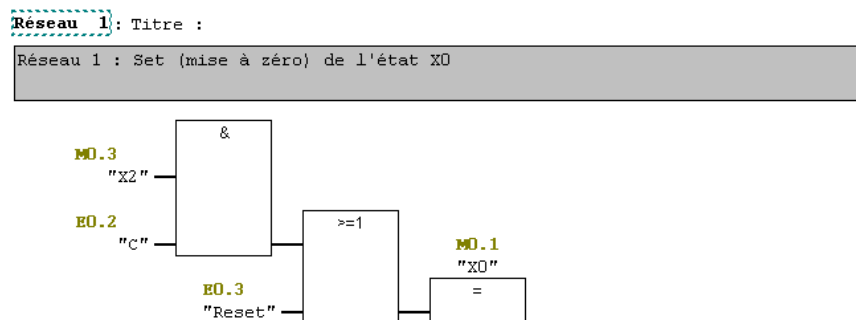 Réseau 1: Titre :
Réseau 1 : Set (mise à zéro) de l'état X0
&
M0.3
"X2"
E0.2
"C"
>=1
M0.1
"X0"
=
E0.3
"Reset"